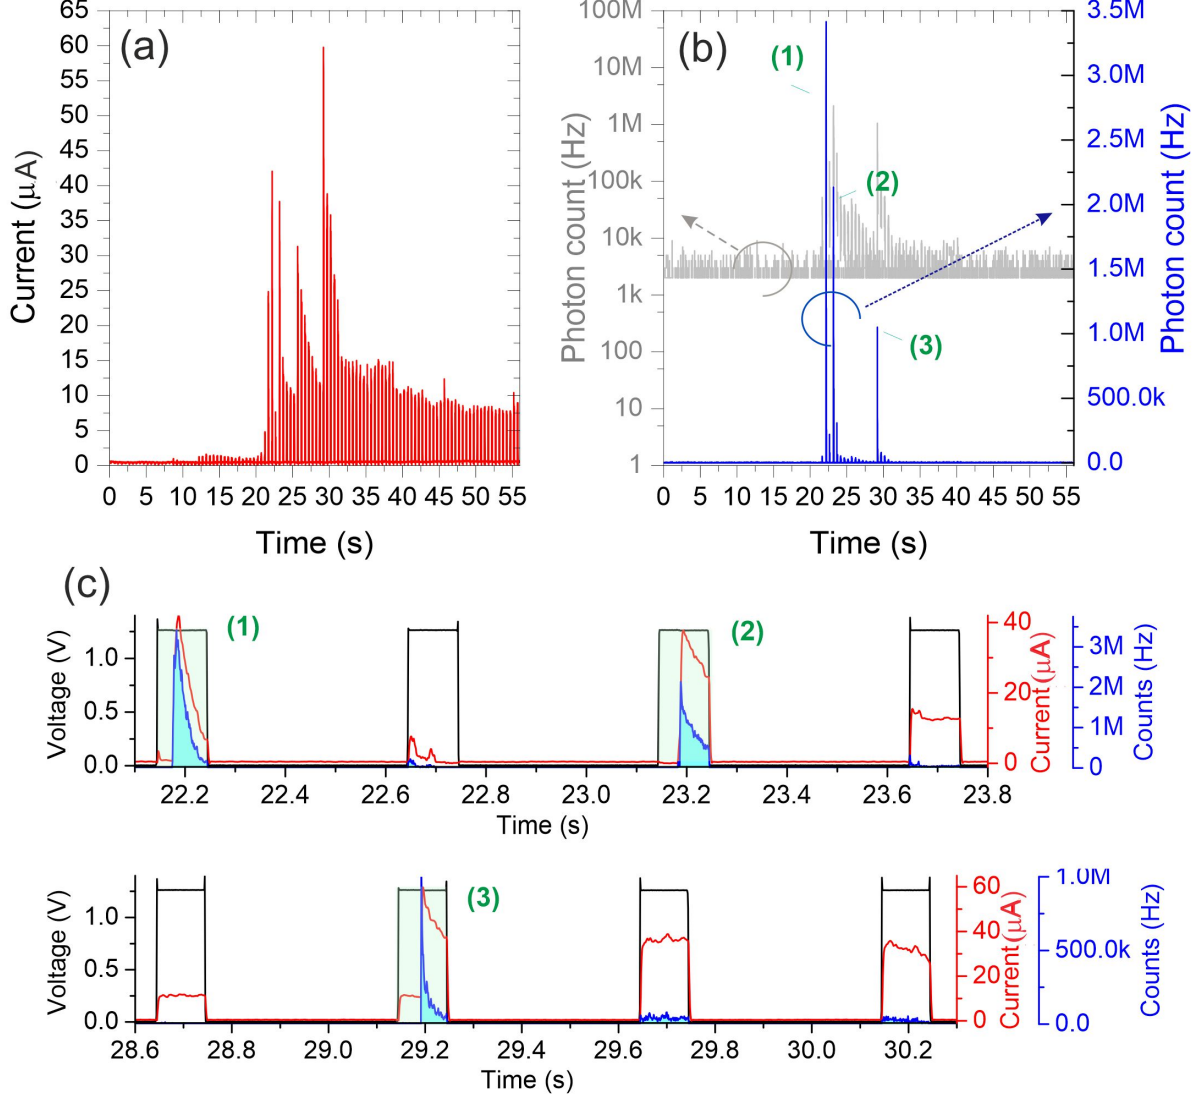 (a)
65
60
55
50
45
40
35
30
25
20
15
10
5
0
Current (μA)
0 5 10 15 20 25 30 35 40 45 50 55
Time (s)
(b)
100M
10M
1M
100k
10k
1k
100
10
1
Photon count (Hz)
(1)
(2)
(3)
3.5M
3.0M
2.5M
2.0M
1.5M
1.0M
500.0k
0.0
Photon count (Hz)
0 5 10 15 20 25 30 35 40 45 50 55
Time (s)
(c)
Voltage (V)
1.0
0.5
0.0
(1)
(2)
40
20
0
Current (μA)
3M
2M
1M
0
Counts (Hz)
22.2 22.4 22.6 22.8 23.0 23.2 23.4 23.6 23.8
Time (s)
Voltage (V)
1.0
0.5
0.0
(3)
60
40
20
0
Current (μA)
1.0M
500.0k
0.0
Counts (Hz)
28.6 28.8 29.0 29.2 29.4 29.6 29.8 30.0 30.2
Time (s)